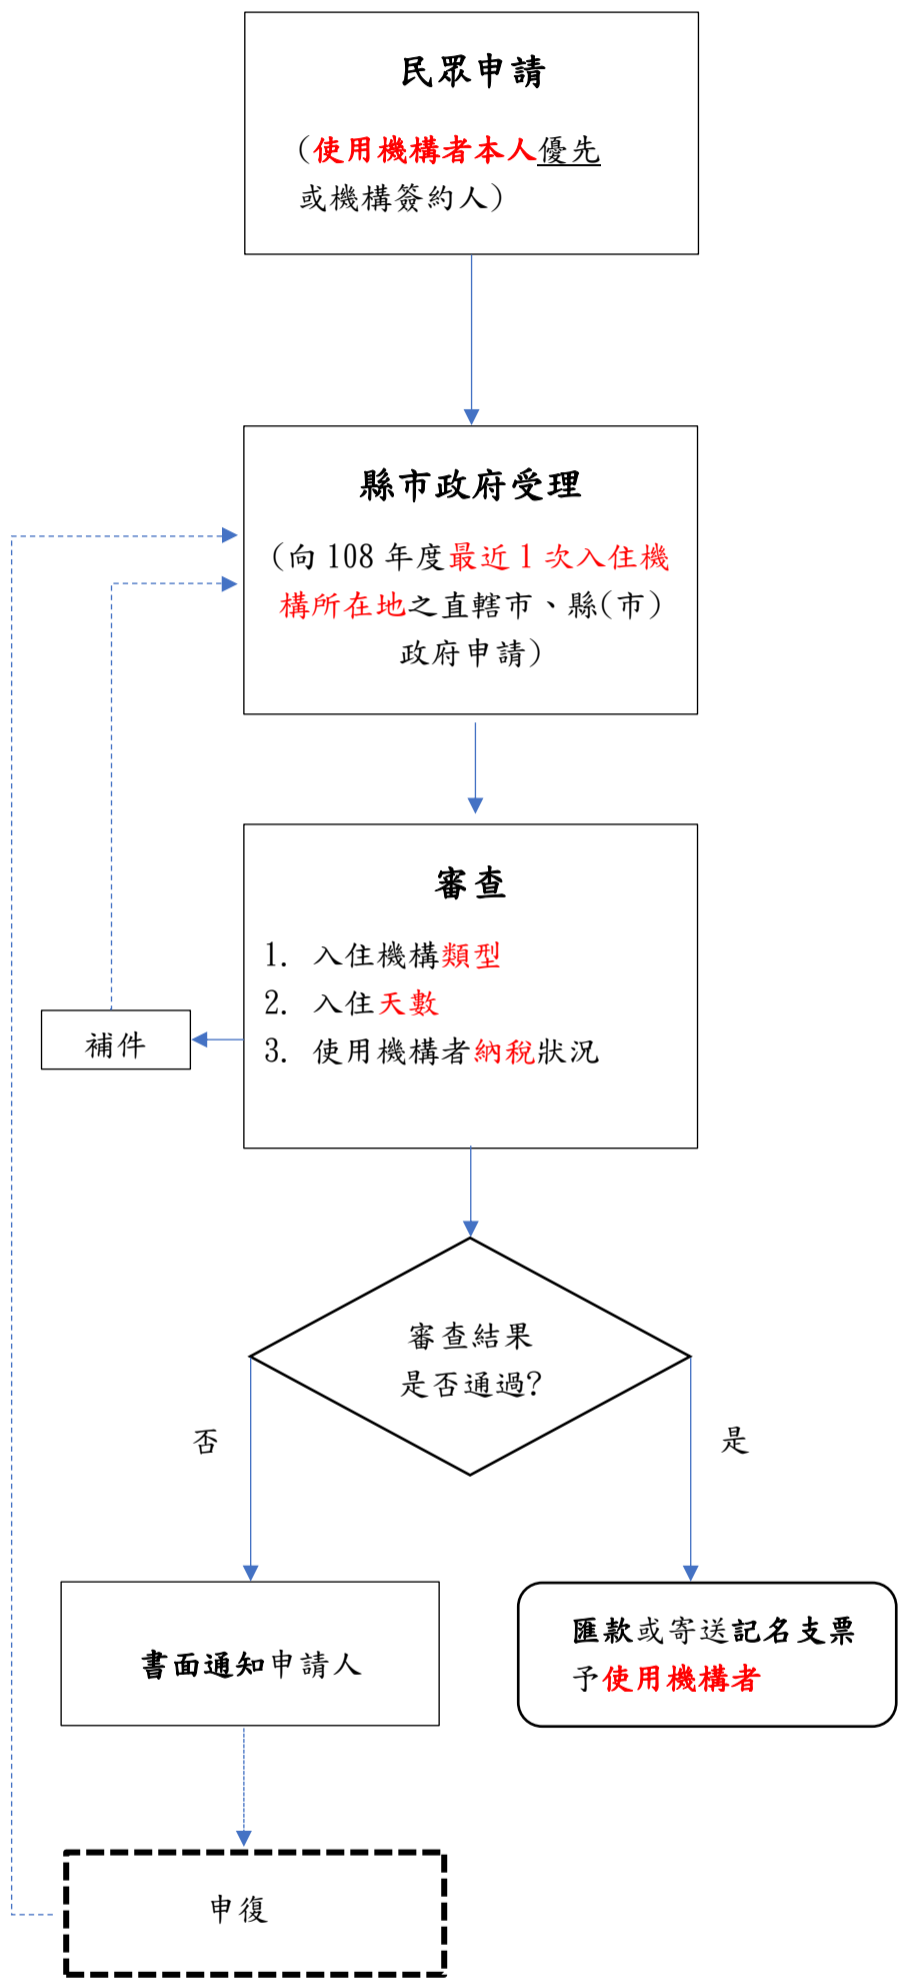 民眾申請
(使用機構者本人優先
或機構簽約人)
縣市政府受理
(向 108 年度最近 1 次入住機
構所在地之直轄市、縣(市)
政府申請)
審查
1. 入住機構類型
2. 入住天數
3. 使用機構者納稅狀況
補件
審查結果
是否通過?
否
是
書面通知申請人
匯款或寄送記名支票
予使用機構者
申復